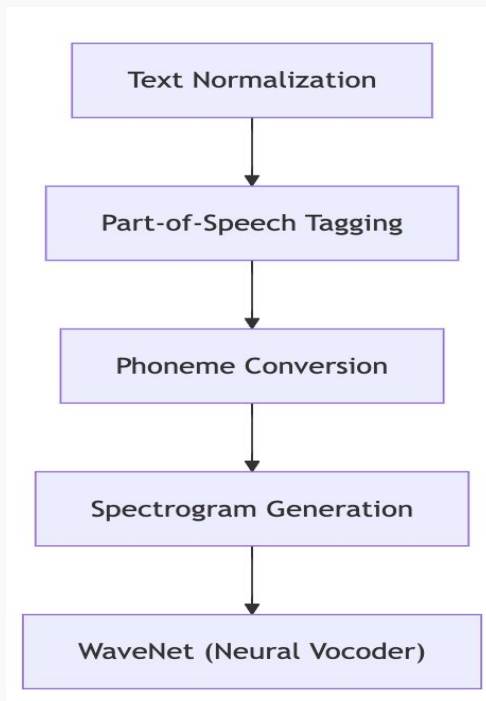 Text Normalization
Part-of-Speech Tagging
Phoneme Conversion
Spectrogram Generation
WaveNet (Neural Vocoder)